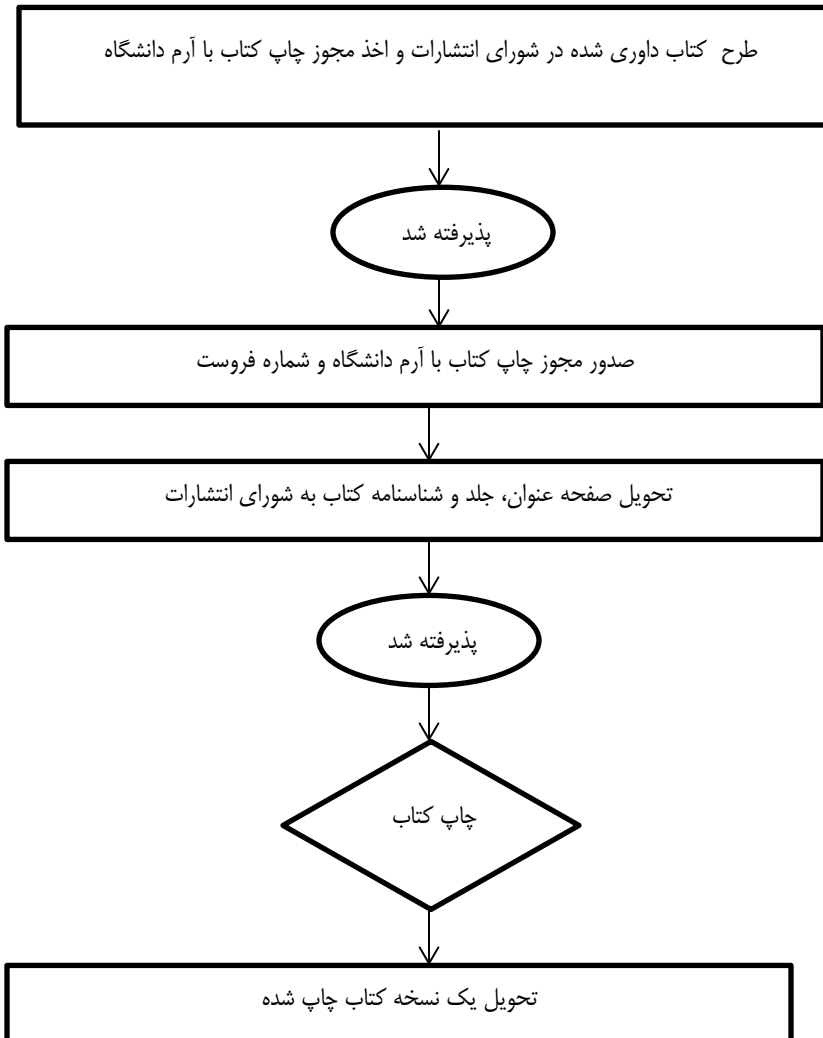 طرح کتاب داوری شده در شورای انتشارات و اخذ مجوز چاپ کتاب با آرم دانشگاه
پذیرفته شد
صدور مجوز چاپ کتاب با آرم دانشگاه و شماره فروست
تحویل صفحه عنوان، جلد و شناسنامه کتاب به شورای انتشارات
پذیرفته شد
چاپ کتاب
تحویل یک نسخه کتاب چاپ شده